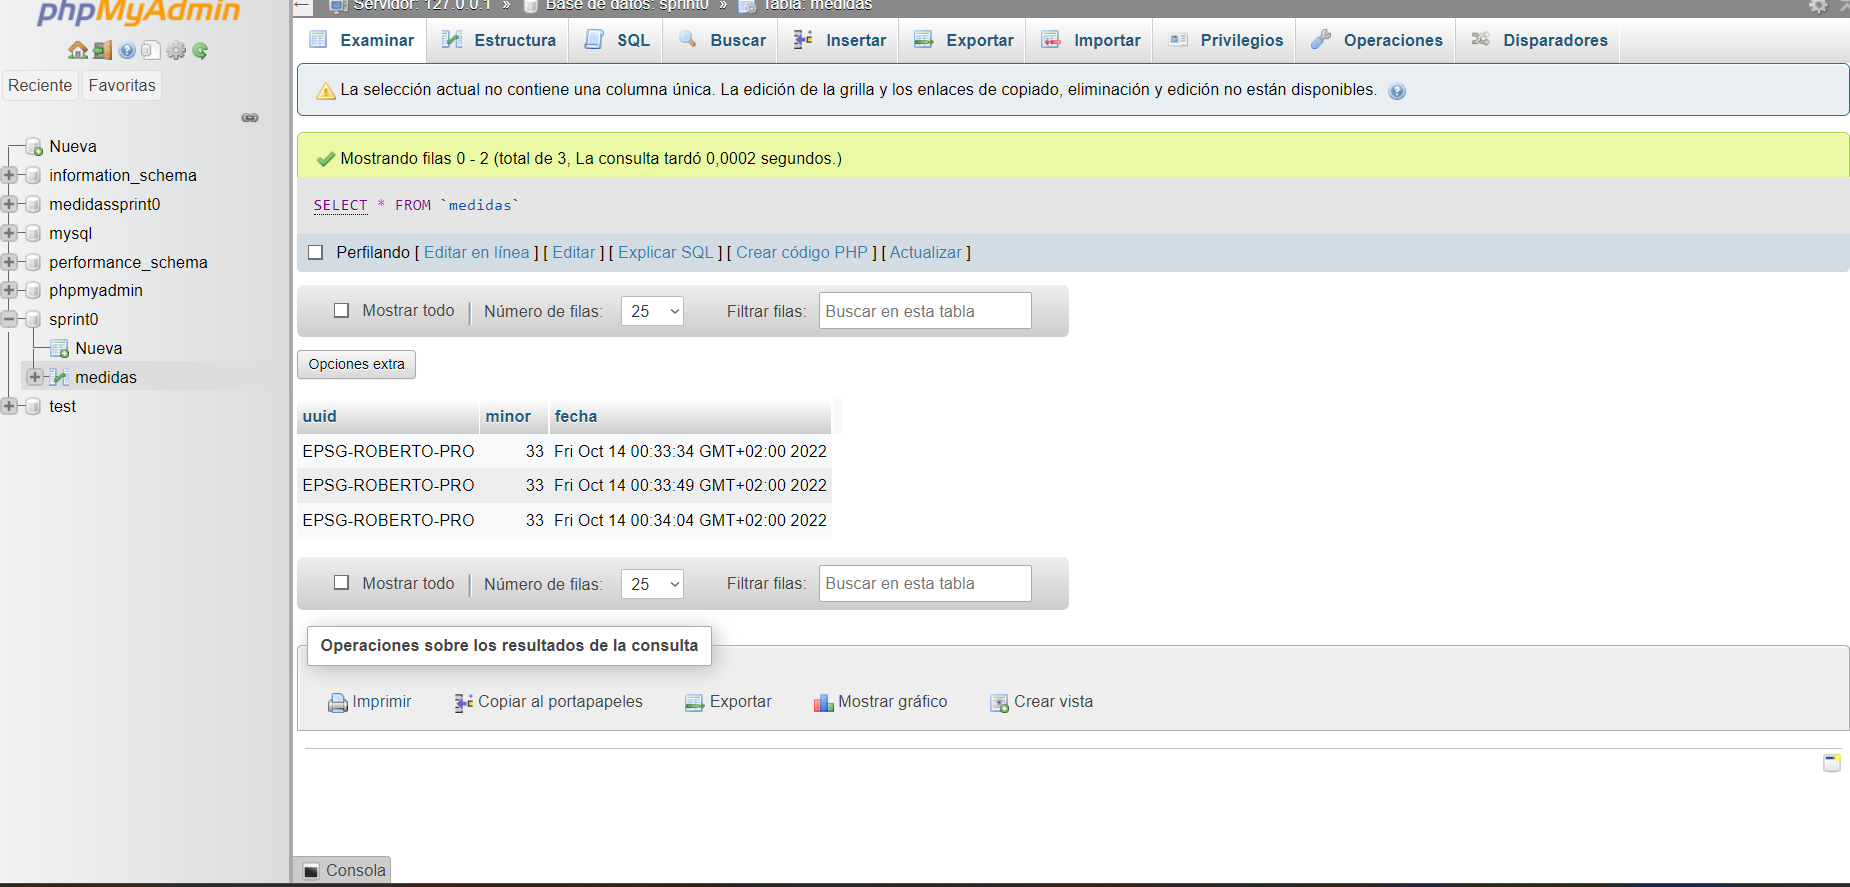 phpMyAdmin
Reciente Favoritas
Nueva
information_schema
medidassprint0
mysql
performance_schema
phpmyadmin
sprint0
Nueva
medidas
test
Servidor: 127.0.0.1 » Base de datos: sprint0 » Tabla: medidas
Examinar Estructura SQL Buscar Insertar Exportar Importar Privilegios Operaciones Disparadores
La selección actual no contiene una columna única. La edición de la grilla y los enlaces de copiado, eliminación y edición no están disponibles.
Mostrando filas 0 - 2 (total de 3, La consulta tardó 0,0002 segundos.)
SELECT * FROM `medidas`
Perfilando [ Editar en línea ] [ Editar ] [ Explicar SQL ] [ Crear código PHP ] [ Actualizar ]
Mostrar todo | Número de filas: 25 Filtrar filas: Buscar en esta tabla
Opciones extra
uuid minor fecha
EPSG-ROBERTO-PRO 33 Fri Oct 14 00:33:34 GMT+02:00 2022
EPSG-ROBERTO-PRO 33 Fri Oct 14 00:33:49 GMT+02:00 2022
EPSG-ROBERTO-PRO 33 Fri Oct 14 00:34:04 GMT+02:00 2022
Mostrar todo | Número de filas: 25 Filtrar filas: Buscar en esta tabla
Operaciones sobre los resultados de la consulta
Imprimir Copiar al portapapeles Exportar Mostrar gráfico Crear vista
Consola